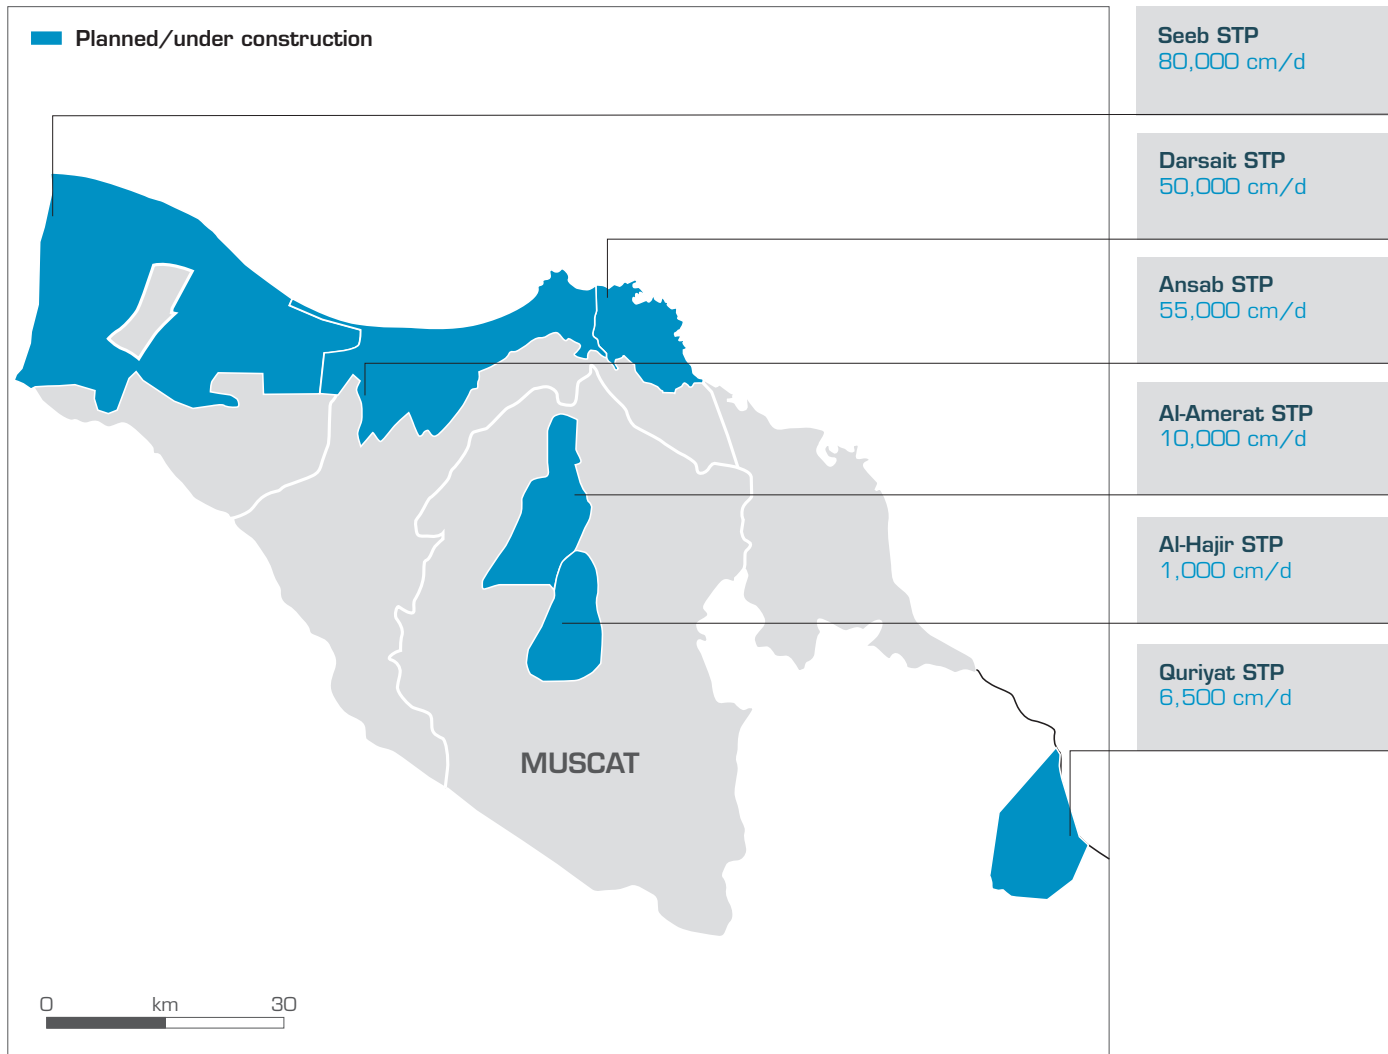 Planned/under construction
Seeb STP
80,000 cm/d
Darsait STP
50,000 cm/d
Ansab STP
55,000 cm/d
Al-Amerat STP
10,000 cm/d
Al-Hajir STP
1,000 cm/d
Quriyat STP
6,500 cm/d
MUSCAT
0 km 30